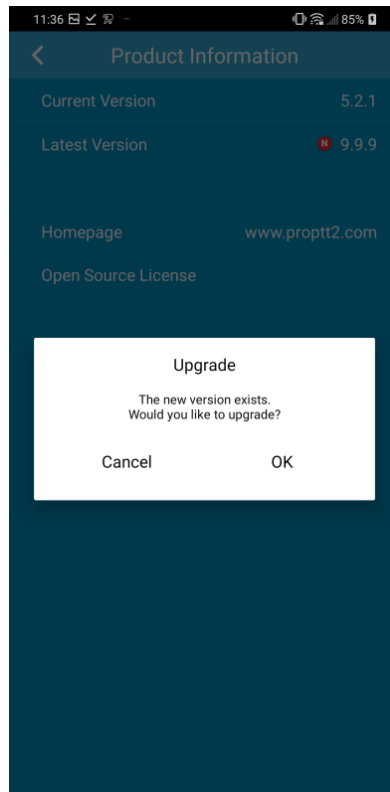 11:36 85%
Product Information
Current Version 5.2.1
Latest Version N 9.9.9
Homepage www.proptt2.com
Open Source License
Upgrade
The new version exists.
Would you like to upgrade?
Cancel OK